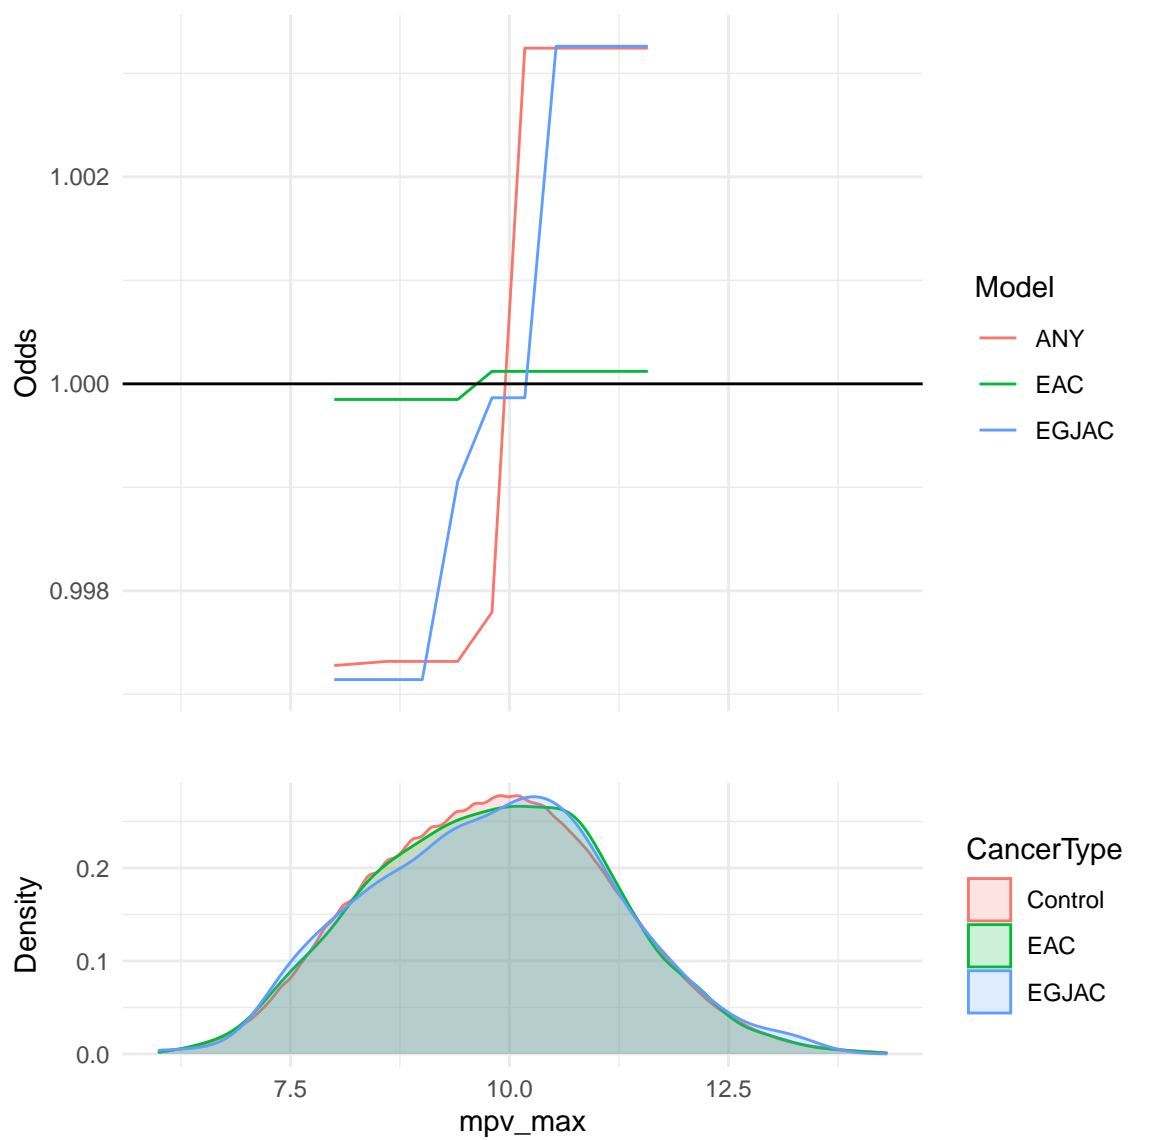 Odds
1.002
1.000
0.998
Model
ANY
EAC
EGJAC
Density
0.2
0.1
0.0
7.5
10.0
12.5
mpv_max
CancerType
Control
EAC
EGJAC